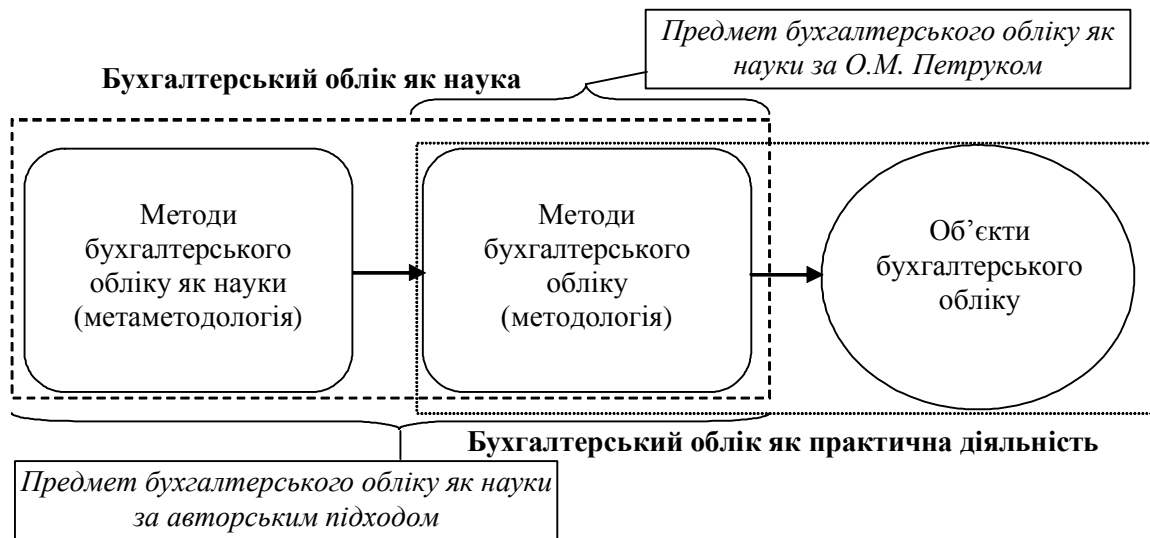 Предмет бухгалтерського обліку як
науки за О.М. Петруком
Бухгалтерський облік як наука
Методи
бухгалтерського
обліку як науки
(метаметодологія)
Методи
бухгалтерського
обліку
(методологія)
Об’єкти
бухгалтерського
обліку
Бухгалтерський облік як практична діяльність
Предмет бухгалтерського обліку як науки
за авторським підходом